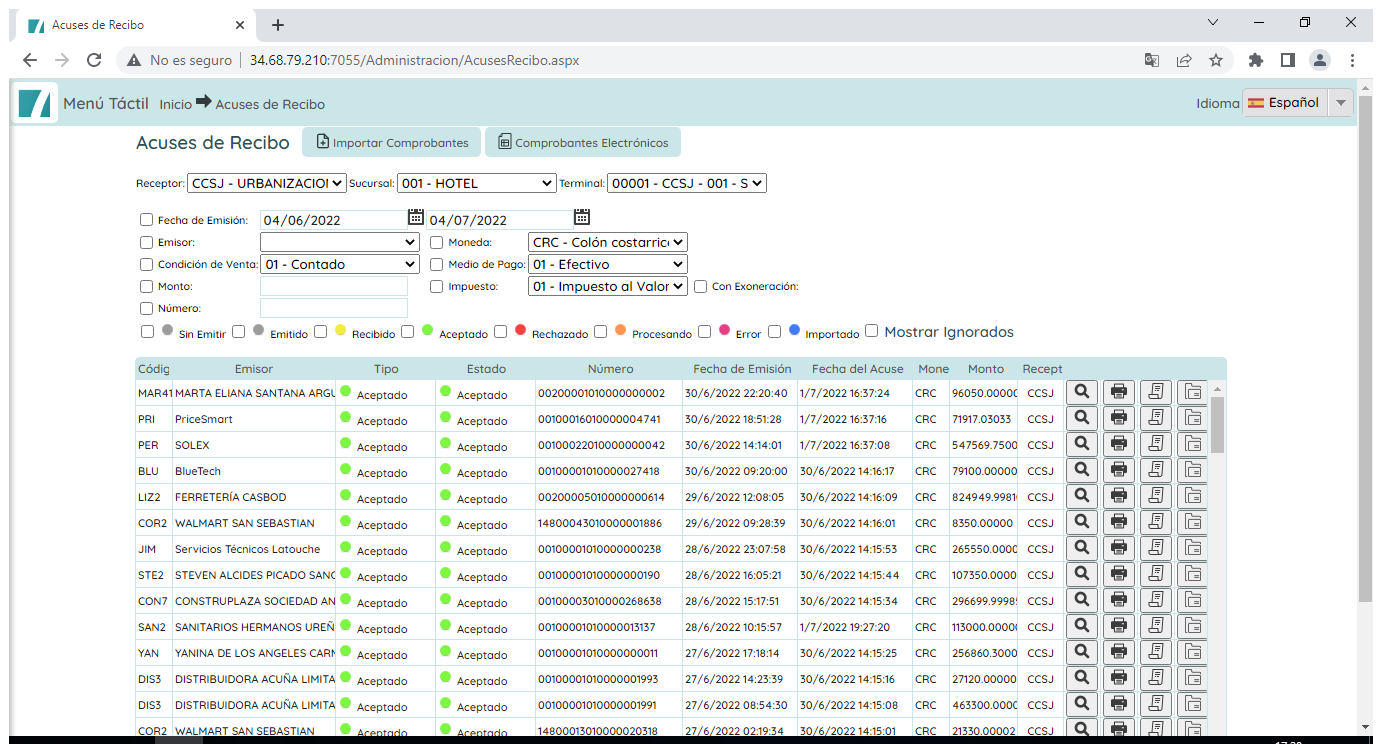 Acuses de Recibo
No es seguro 34.68.79.210:7055/Administracion/AcusesRecibo.aspx
Menú Táctil Inicio Acuses de Recibo Idioma Español
Acuses de Recibo Importar Comprobantes Comprobantes Electrónicos
Receptor: CCSJ - URBANIZACIO Sucursal: 001 - HOTEL Terminal: 00001 - CCSJ - 001 - S
Fecha de Emisión: 04/06/2022 04/07/2022
Emisor: Moneda: CRC - Colón costarric
Condición de Venta: 01 - Contado Medio de Pago: 01 - Efectivo
Monto: Impuesto: 01 - Impuesto al Valor Con Exoneración:
Número:
Sin Emitir Emitido Recibido Aceptado Rechazado Procesando Error Importado Mostrar Ignorados
Códig Emisor Tipo Estado Número Fecha de Emisión Fecha del Acuse Mone Monto Recept
MAR41 MARTA ELIANA SANTANA ARGU Aceptado Aceptado 00200001010000000002 30/6/2022 22:20:40 1/7/2022 16:37:24 CRC 96050.0000 CCSJ
PRI PriceSmart Aceptado Aceptado 00100016010000004741 30/6/2022 18:51:28 1/7/2022 16:37:16 CRC 71917.03033 CCSJ
PER SOLEX Aceptado Aceptado 00100022010000000042 30/6/2022 14:14:01 1/7/2022 16:37:08 CRC 547569.7500 CCSJ
BLU BlueTech Aceptado Aceptado 00100001010000027418 30/6/2022 09:20:00 30/6/2022 14:16:17 CRC 79100.00000 CCSJ
LIZ2 FERRETERÍA CASBOD Aceptado Aceptado 00200005010000000614 29/6/2022 12:08:05 30/6/2022 14:16:09 CRC 824949.9981 CCSJ
COR2 WALMART SAN SEBASTIAN Aceptado Aceptado 14800043010000001886 29/6/2022 09:28:39 30/6/2022 14:16:01 CRC 8350.00000 CCSJ
JIM Servicios Técnicos Latouche Aceptado Aceptado 00100001010000000238 28/6/2022 23:07:58 30/6/2022 14:15:53 CRC 265550.0000 CCSJ
STE2 STEVEN ALCIDES PICADO SANC Aceptado Aceptado 00100001010000000190 28/6/2022 16:05:21 30/6/2022 14:15:44 CRC 107350.0000 CCSJ
CON7 CONSTRUPLAZA SOCIEDAD AN Aceptado Aceptado 00100003010000268638 28/6/2022 15:17:51 30/6/2022 14:15:34 CRC 296699.9998 CCSJ
SAN2 SANITARIOS HERMANOS UREÑ Aceptado Aceptado 00100001010000013137 28/6/2022 10:15:57 1/7/2022 19:27:20 CRC 113000.0000 CCSJ
YAN YANINA DE LOS ANGELES CARM Aceptado Aceptado 00100001010000000011 27/6/2022 17:18:14 30/6/2022 14:15:25 CRC 256860.3000 CCSJ
DIS3 DISTRIBUIDORA ACUÑA LIMITA Aceptado Aceptado 00100001010000001993 27/6/2022 14:23:39 30/6/2022 14:15:16 CRC 27120.00000 CCSJ
DIS3 DISTRIBUIDORA ACUÑA LIMITA Aceptado Aceptado 00100001010000001991 27/6/2022 08:54:30 30/6/2022 14:15:08 CRC 463300.0000 CCSJ
COR2 WALMART SAN SEBASTIAN Aceptado Aceptado 14800013010000020318 27/6/2022 02:19:34 30/6/2022 14:15:01 CRC 21330.00002 CCSJ